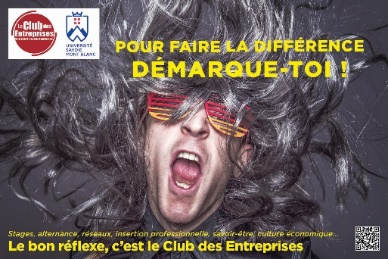 Le Club des
Entreprises
UNIVERSITÉ
SAVOIE
MONT BLANC
POUR FAIRE LA DIFFÉRENCE
DÉMARQUE-TOI !
Stages, alternance, réseaux, insertion professionnelle, savoir-être, culture économique...
Le bon réflexe, c'est le Club des Entreprises